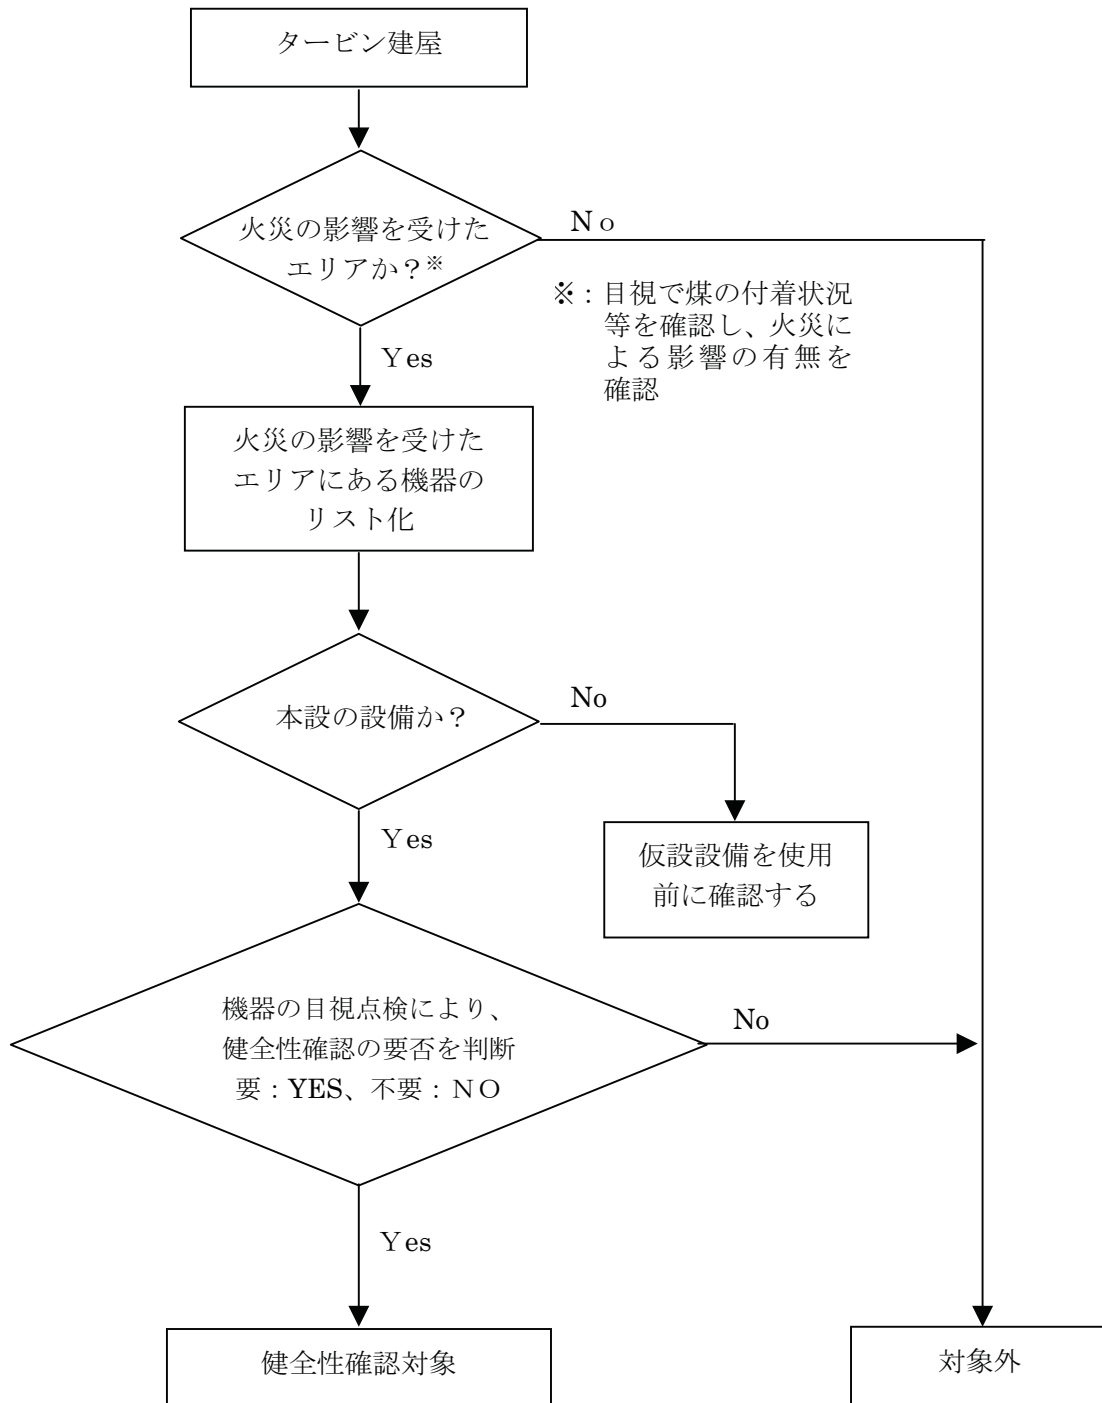 タービン建屋
火災の影響を受けた
エリアか？※
Ｎｏ
※：目視で煤の付着状況
等を確認し、火災に
よる影響の有無を
確認
Ｙes
火災の影響を受けた
エリアにある機器の
リスト化
本設の設備か？
No
Ｙes
仮設設備を使用
前に確認する
機器の目視点検により、
健全性確認の要否を判断
要：YES、不要：ＮＯ
No
Ｙes
健全性確認対象
対象外